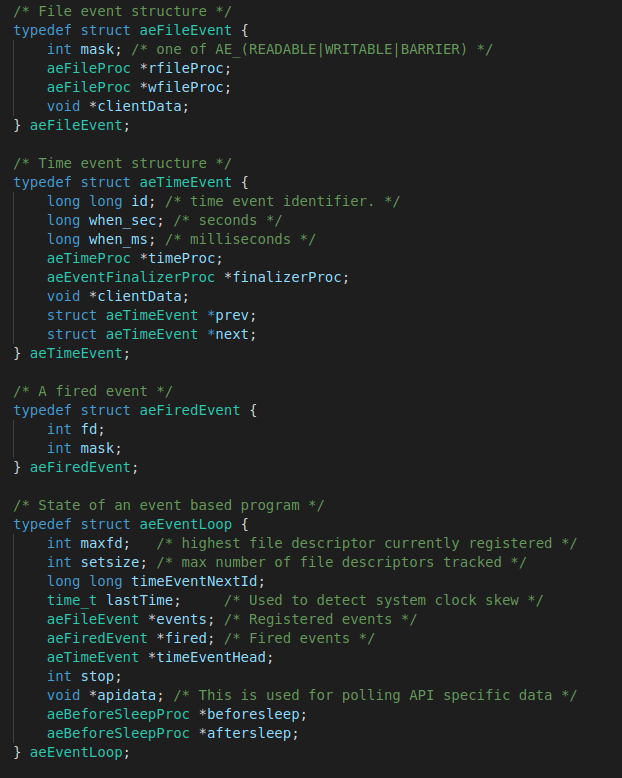 /* File event structure */
typedef struct aeFileEvent {
    int mask; /* one of AE_(READABLE|WRITABLE|BARRIER) */
    aeFileProc *rfileProc;
    aeFileProc *wfileProc;
    void *clientData;
} aeFileEvent;

/* Time event structure */
typedef struct aeTimeEvent {
    long long id; /* time event identifier. */
    long when_sec; /* seconds */
    long when_ms; /* milliseconds */
    aeTimeProc *timeProc;
    aeEventFinalizerProc *finalizerProc;
    void *clientData;
    struct aeTimeEvent *prev;
    struct aeTimeEvent *next;
} aeTimeEvent;

/* A fired event */
typedef struct aeFiredEvent {
    int fd;
    int mask;
} aeFiredEvent;

/* State of an event based program */
typedef struct aeEventLoop {
    int maxfd;   /* highest file descriptor currently registered */
    int setsize; /* max number of file descriptors tracked */
    long long timeEventNextId;
    time_t lastTime;     /* Used to detect system clock skew */
    aeFileEvent *events; /* Registered events */
    aeFiredEvent *fired; /* Fired events */
    aeTimeEvent *timeEventHead;
    int stop;
    void *apidata; /* This is used for polling API specific data */
    aeBeforeSleepProc *beforesleep;
    aeBeforeSleepProc *aftersleep;
} aeEventLoop;